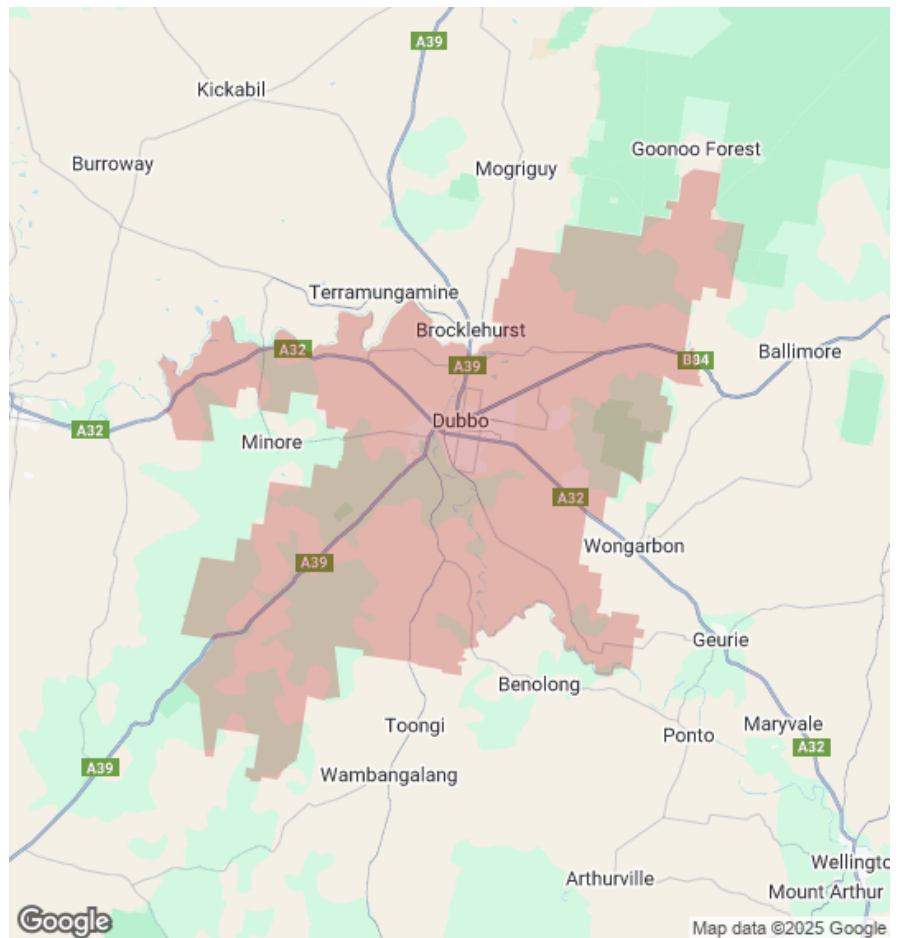 A39
Kickabil
Goonoo Forest
Burroway
Mogriguy
Terramungamine
Brocklehurst
A32
Ballimore
B84
A39
Dubbo
A32
Minore
A32
Wongarbon
A39
Geurie
Benolong
Toongi
Maryvale
Ponto
A32
A39
Wambangalang
Wellingto
Arthurville
Mount Arthur
Google
Map data ©2025 Google